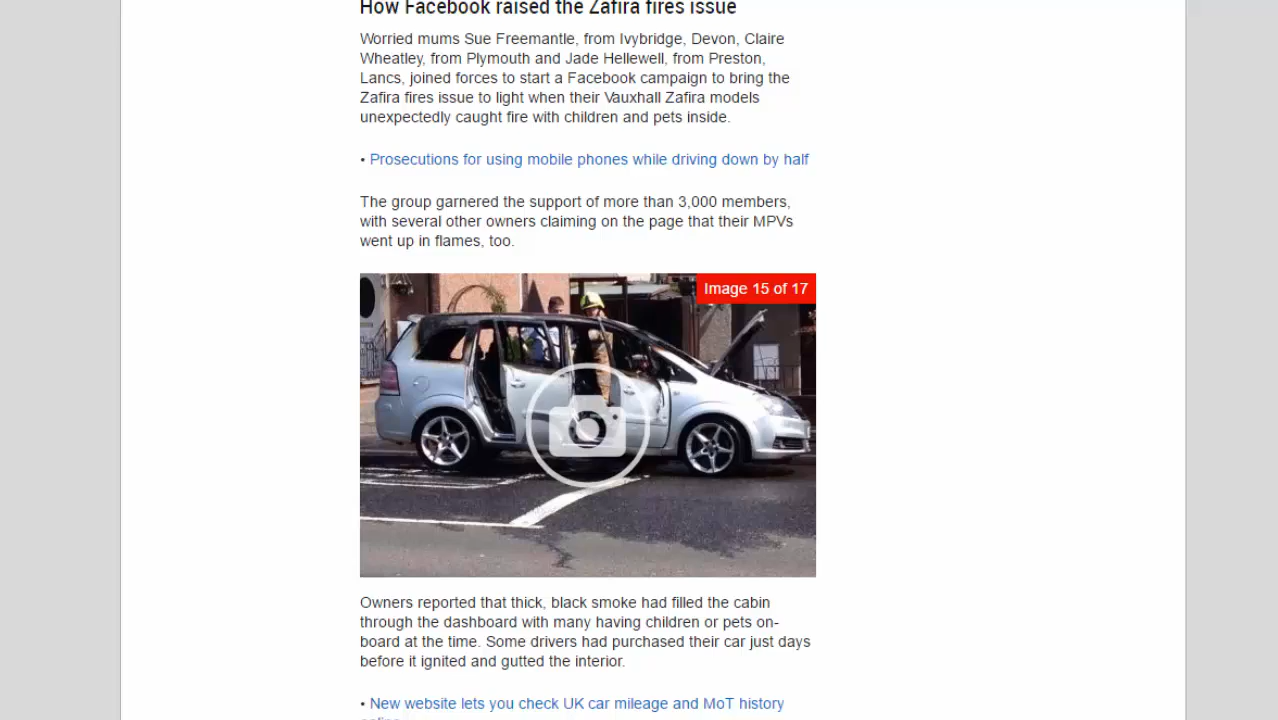 How Facebook raised the Zafira fires issue
Worried mums Sue Freemantle, from Ivybridge, Devon, Claire
Wheatley, from Plymouth and Jade Hellewell, from Preston,
Lancs, joined forces to start a Facebook campaign to bring the
Zafira fires issue to light when their Vauxhall Zafira models
unexpectedly caught fire with children and pets inside.
• Prosecutions for using mobile phones while driving down by half
The group garnered the support of more than 3,000 members,
with several other owners claiming on the page that their MPVs
went up in flames, too.
Image 15 of 17
Owners reported that thick, black smoke had filled the cabin
through the dashboard with many having children or pets on-
board at the time. Some drivers had purchased their car just days
before it ignited and gutted the interior.
• New website lets you check UK car mileage and MoT history